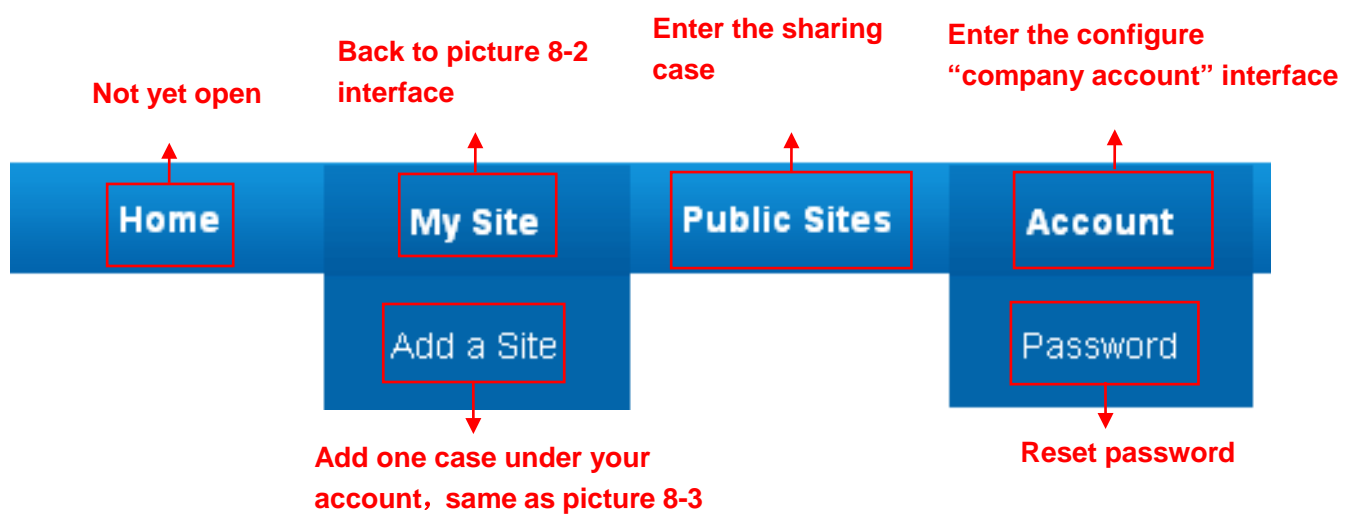 Not yet open
Back to picture 8-2
interface
Enter the sharing
case
Enter the configure
“company account” interface
Home
My Site
Public Sites
Account
Add a Site
Password
Add one case under your
account，same as picture 8-3
Reset password